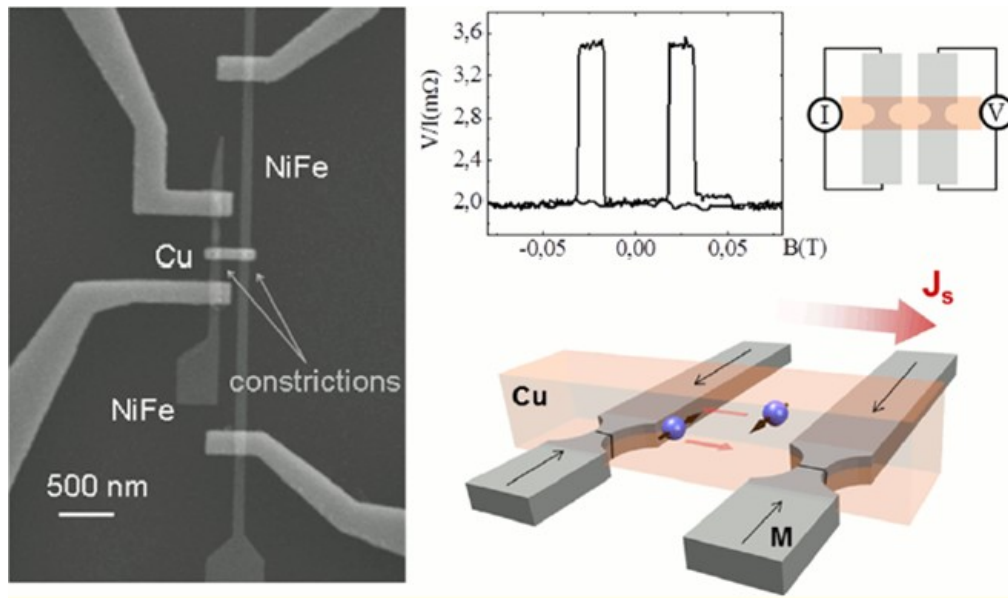 NiFe
Cu
constrictions
NiFe
500 nm
V/I(mΩ)
3,6
3,2
2,8
2,4
2,0
-0,05
0,00
0,05
B(T)
I
V
Js
Cu
M